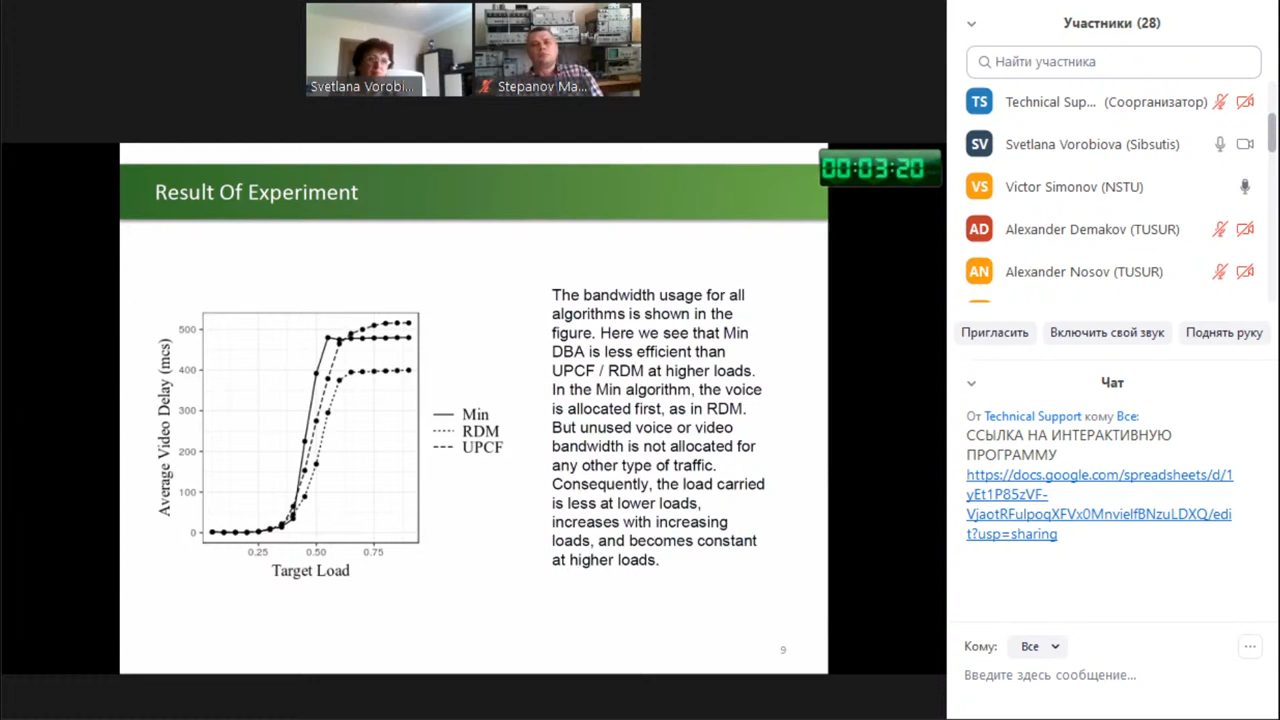 Svetlana Vorobi...
Stepanov Ma...
00:03:20
Result Of Experiment
500
400
300
200
100
0
0.25
0.50
0.75
Average Video Delay (mcs)
Target Load
Min
RDM
UPCF
The bandwidth usage for all
algorithms is shown in the
figure. Here we see that Min
DBA is less efficient than
UPCF / RDM at higher loads.
In the Min algorithm, the voice
is allocated first, as in RDM.
But unused voice or video
bandwidth is not allocated for
any other type of traffic.
Consequently, the load carried
is less at lower loads,
increases with increasing
loads, and becomes constant
at higher loads.
9
Участники (28)
Найти участника
TS Technical Sup... (Соорганизатор)
SV Svetlana Vorobiova (Sibsutis)
VS Victor Simonov (NSTU)
AD Alexander Demakov (TUSUR)
AN Alexander Nosov (TUSUR)
Пригласить Включить свой звук Поднять руку
Чат
От Technical Support кому Все:
ССЫЛКА НА ИНТЕРАКТИВНУЮ
ПРОГРАММУ
https://docs.google.com/spreadsheets/d/1
yEt1P85zVF-
VjaotRFulpoqXFVx0MnvielfBNzuLDXQ/edi
t?usp=sharing
Кому: Все
Введите здесь сообщение...